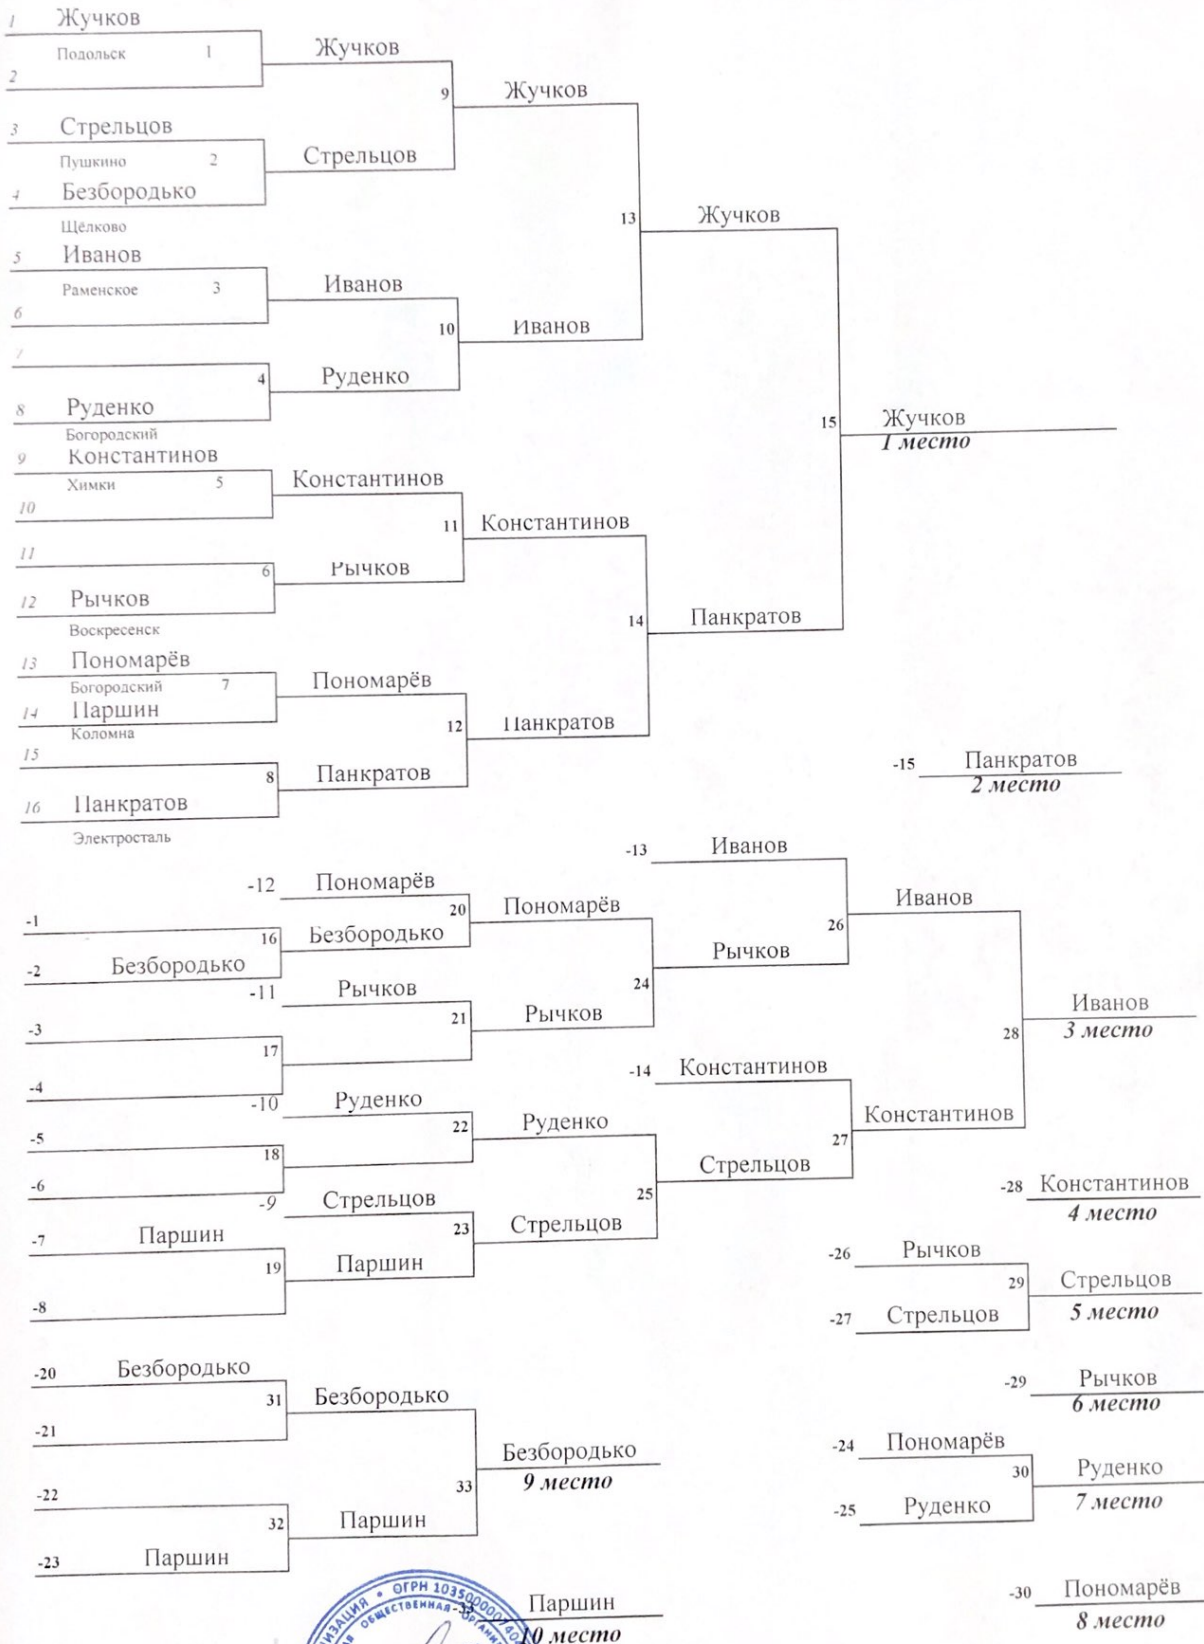 1 Жучков
Подольск 1
2
Жучков
3 Стрельцов
Пушкино 2
4 Безбородько
Щёлково
Стрельцов
9 Жучков
5 Иванов
Раменское 3
6
Иванов
7
4
8 Руденко
Богородский
Руденко
10 Иванов
13 Жучков
9 Константинов
Химки 5
10
Константинов
11
6
12 Рычков
Воскресенск
Рычков
11 Константинов
13 Пономарёв
Богородский 7
14 Паршин
Коломна
Пономарёв
15
8
16 Панкратов
Электросталь
Панкратов
12 Панкратов
14 Панкратов
15 Жучков
1 место
-15 Панкратов
2 место
-12 Пономарёв
-1
16
-2 Безбородько
Безбородько
20 Пономарёв
-11 Рычков
-3
17
-4
21 Рычков
24 Рычков
-13 Иванов
26 Иванов
-10 Руденко
-5
18
-6
22 Руденко
-9 Стрельцов
-7 Паршин
19
-8
Паршин
23 Стрельцов
25 Стрельцов
-14 Константинов
27 Константинов
28 Иванов
3 место
-28 Константинов
4 место
-26 Рычков
29
-27 Стрельцов
Стрельцов
5 место
-29 Рычков
6 место
-24 Пономарёв
30
-25 Руденко
Руденко
7 место
-30 Пономарёв
8 место
-20 Безбородько
31
-21
Безбородько
-22
32
-23 Паршин
Паршин
33 Безбородько
9 место
Паршин
10 место
ОГРН 1035000007402
ОБЩЕСТВЕННАЯ